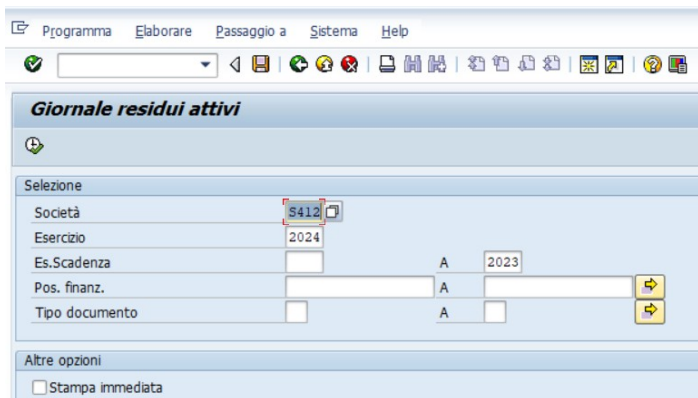 Programma Elaborare Passaggio a Sistema Help
Giornale residui attivi
Selezione
Società S412
Esercizio 2024
Es.Scadenza A 2023
Pos. finanz. A
Tipo documento A
Altre opzioni
Stampa immediata